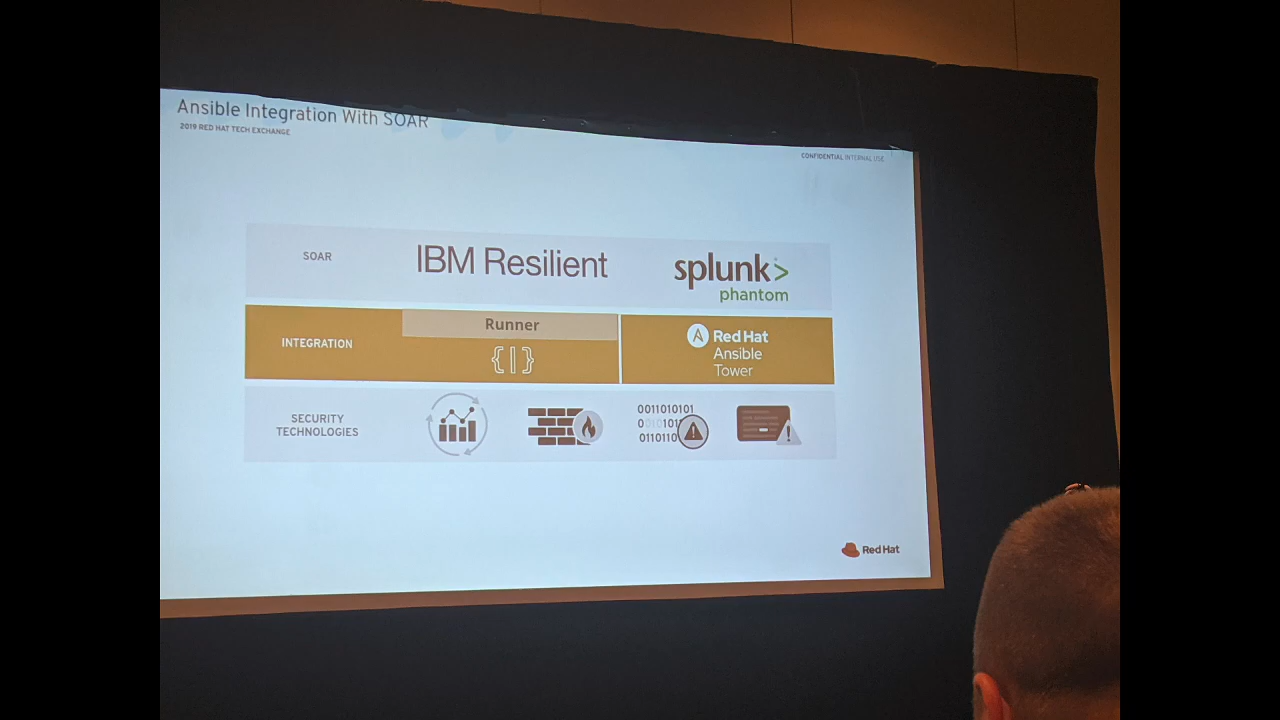 Ansible Integration With SOAR
2019 RED HAT TECH EXCHANGE
CONFIDENTIAL INTERNAL USE
SOAR
IBM Resilient
splunk>
phantom
INTEGRATION
Runner
{|}
Red Hat
Ansible
Tower
SECURITY
TECHNOLOGIES
0011010101
0010101
0110110
Red Hat